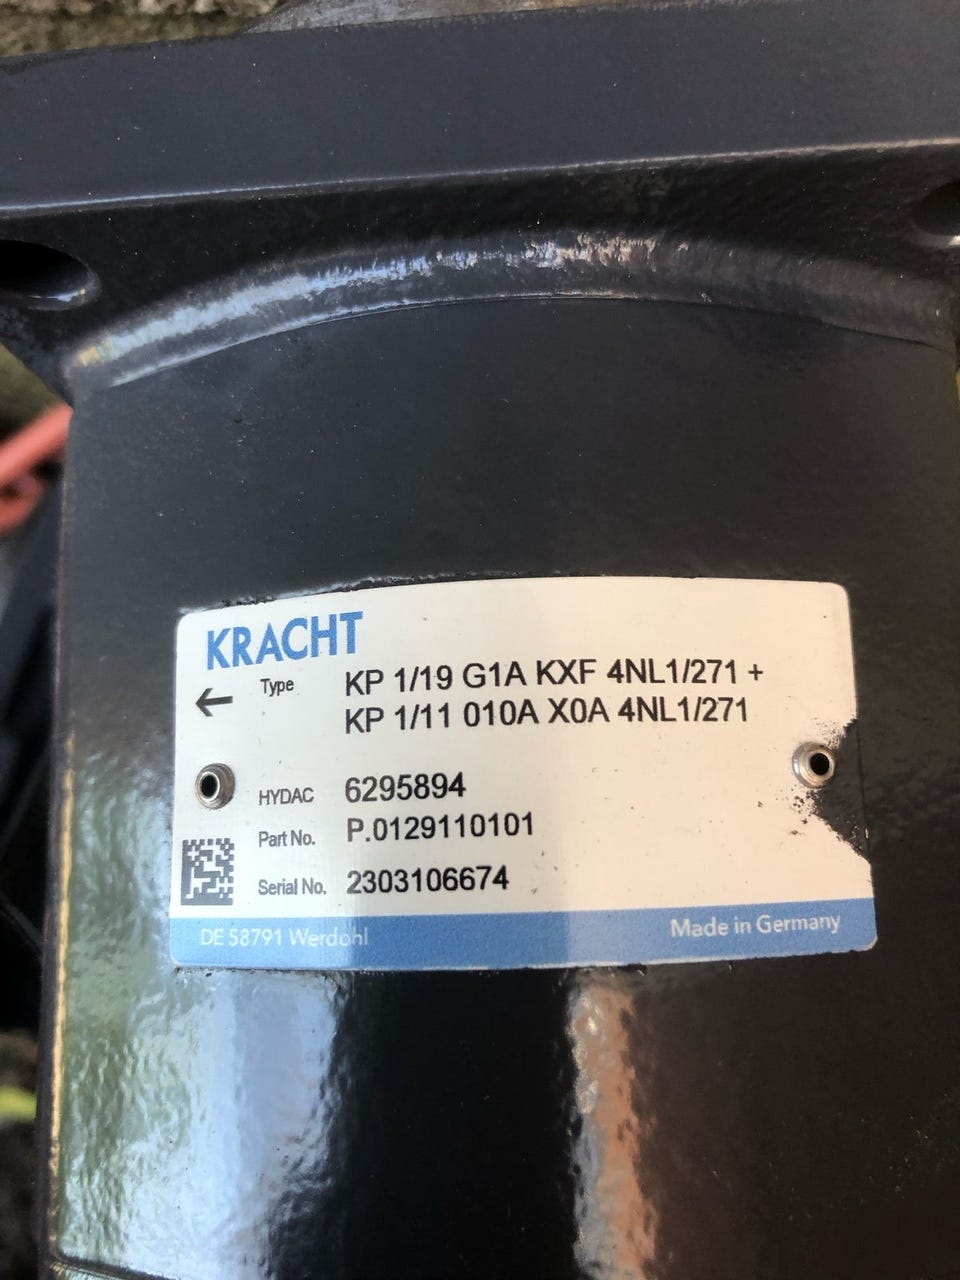 KRACHT
Type KP 1/19 G1A KXF 4NL1/271 +
KP 1/11 010A X0A 4NL1/271
HYDAC 6295894
Part No. P.0129110101
Serial No. 2303106674
DE 58791 Werdohl Made in Germany